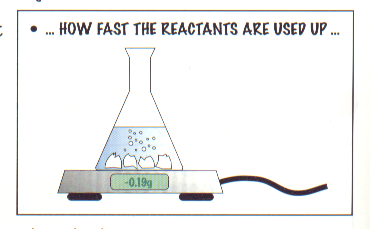 • ... HOW FAST THE REACTANTS ARE USED UP ...
-0.19g